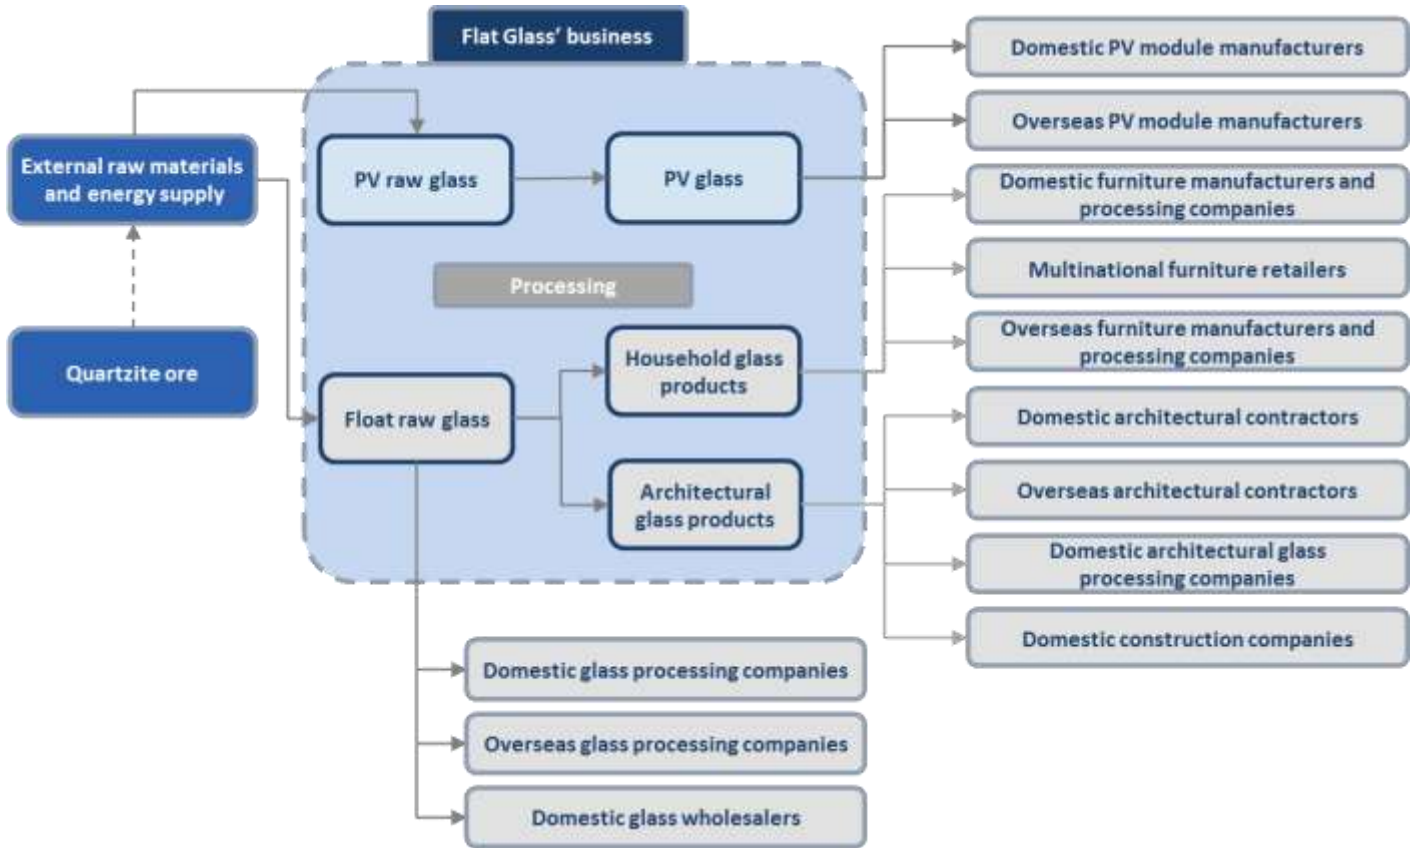 Flat Glass’ business
External raw materials
and energy supply
Quartzite ore
PV raw glass
PV glass
Processing
Float raw glass
Household glass
products
Architectural
glass products
Domestic PV module manufacturers
Overseas PV module manufacturers
Domestic furniture manufacturers and
processing companies
Multinational furniture retailers
Overseas furniture manufacturers and
processing companies
Domestic architectural contractors
Overseas architectural contractors
Domestic architectural glass
processing companies
Domestic construction companies
Domestic glass processing companies
Overseas glass processing companies
Domestic glass wholesalers